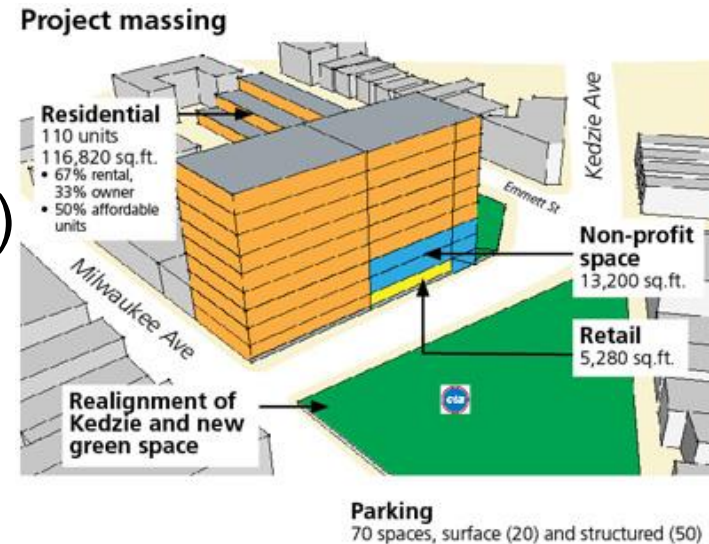 Project massing
Residential
110 units
116,820 sq.ft.
• 67% rental,
33% owner
• 50% affordable
units
Kedzie Ave
Emmett St
Non-profit
space
13,200 sq.ft.
)
Milwaukee Ave
Retail
5,280 sq.ft.
Realignment of
Kedzie and new
green space
cta
Parking
70 spaces, surface (20) and structured (50)